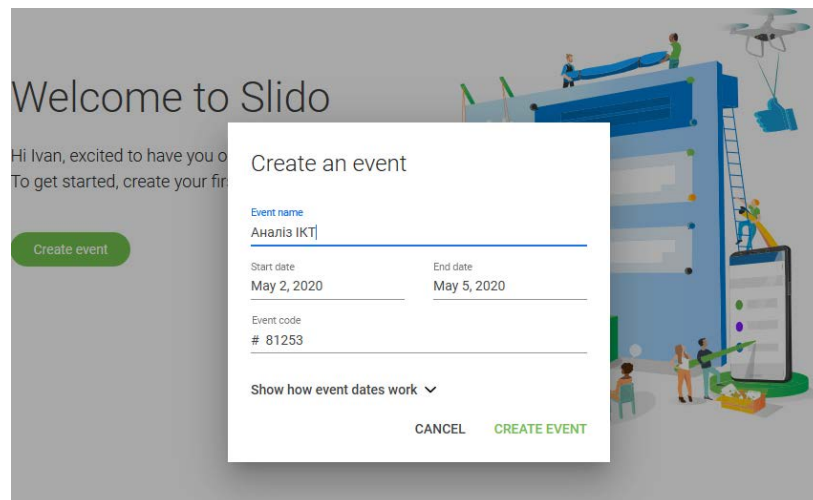 Welcome to Slido
Hi Ivan, excited to have you o
To get started, create your fir
Create event
Create an event
Event name
Аналіз ІКТ
Start date End date
May 2, 2020 May 5, 2020
Event code
# 81253
Show how event dates work
CANCEL CREATE EVENT